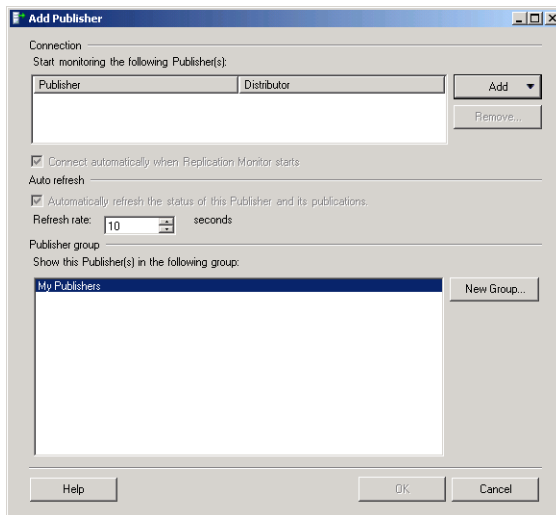 Add Publisher
Connection
Start monitoring the following Publisher(s):
Publisher Distributor
Add
Remove...
Connect automatically when Replication Monitor starts.
Auto refresh
Automatically refresh the status of this Publisher and its publications.
Refresh rate: 10 seconds
Publisher group
Show this Publisher(s) in the following group:
My Publishers
New Group...
Help OK Cancel